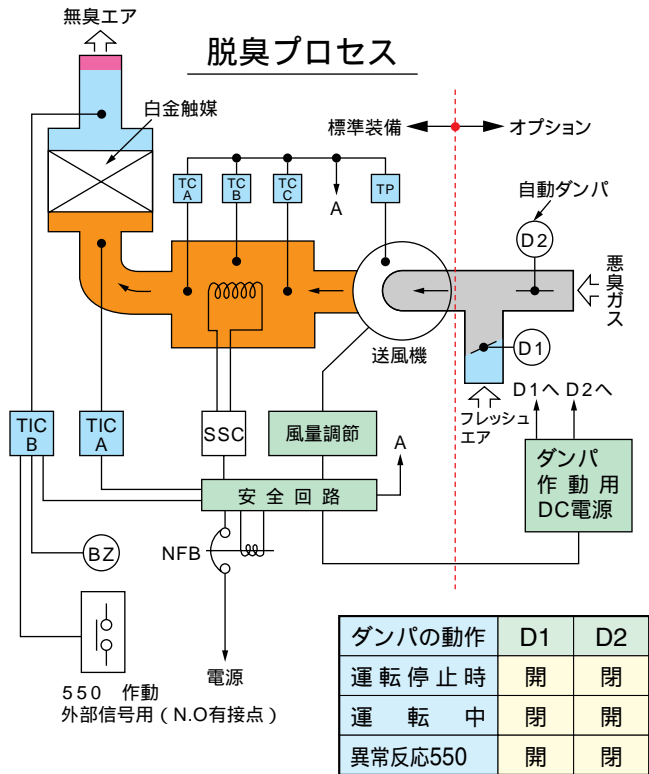 無臭エア
脱臭プロセス
白金触媒
標準装備
オプション
TC
A
TC
B
TC
C
TP
A
自動ダンパ
D2
悪臭ガス
送風機
D1
フレッシュ
エア
D1へ D2へ
TIC
B
TIC
A
SSC
風量調節
A
ダンパ
作動用
DC電源
安全回路
BZ
NFB
電源
550 作動
外部信号用(N.O有接点)
ダンパの動作 D1 D2
運転停止時 開 閉
運転中 閉 開
異常反応550 開 閉